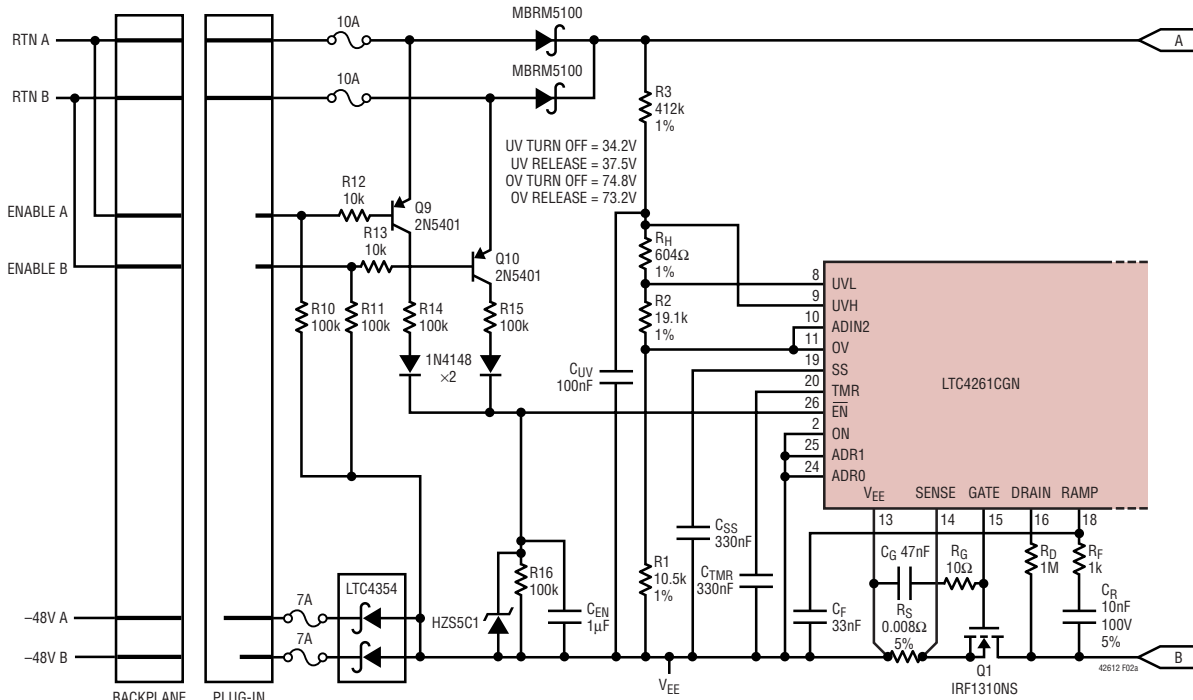 MBRM5100
RTN A
10A
A
MBRM5100
RTN B
10A
R3
412k
1%
UV TURN OFF = 34.2V
UV RELEASE = 37.5V
OV TURN OFF = 74.8V
OV RELEASE = 73.2V
R12
10k
ENABLE A
Q9
2N5401
R13
10k
ENABLE B
Q10
2N5401
RH
604Ω
1%
R10
100k
R11
100k
R14
100k
R15
100k
R2
19.1k
1%
1N4148
×2
CUV
100nF
8
UVL
9
UVH
10
ADIN2
11
OV
19
SS
20
TMR
26
EN
2
ON
25
ADR1
24
ADR0
LTC4261CGN
VEE
SENSE
GATE
DRAIN
RAMP
13
14
15
16
18
CSS
330nF
CTMR
330nF
R1
10.5k
1%
CG 47nF
RG
10Ω
RD
1M
RF
1k
RS
0.008Ω
5%
CF
33nF
CR
10nF
100V
5%
R16
100k
CEN
1µF
HZS5C1
7A
LTC4354
–48V A
7A
–48V B
B
VEE
Q1
IRF1310NS
42612 F02a
BACKPLANE
PLUG-IN